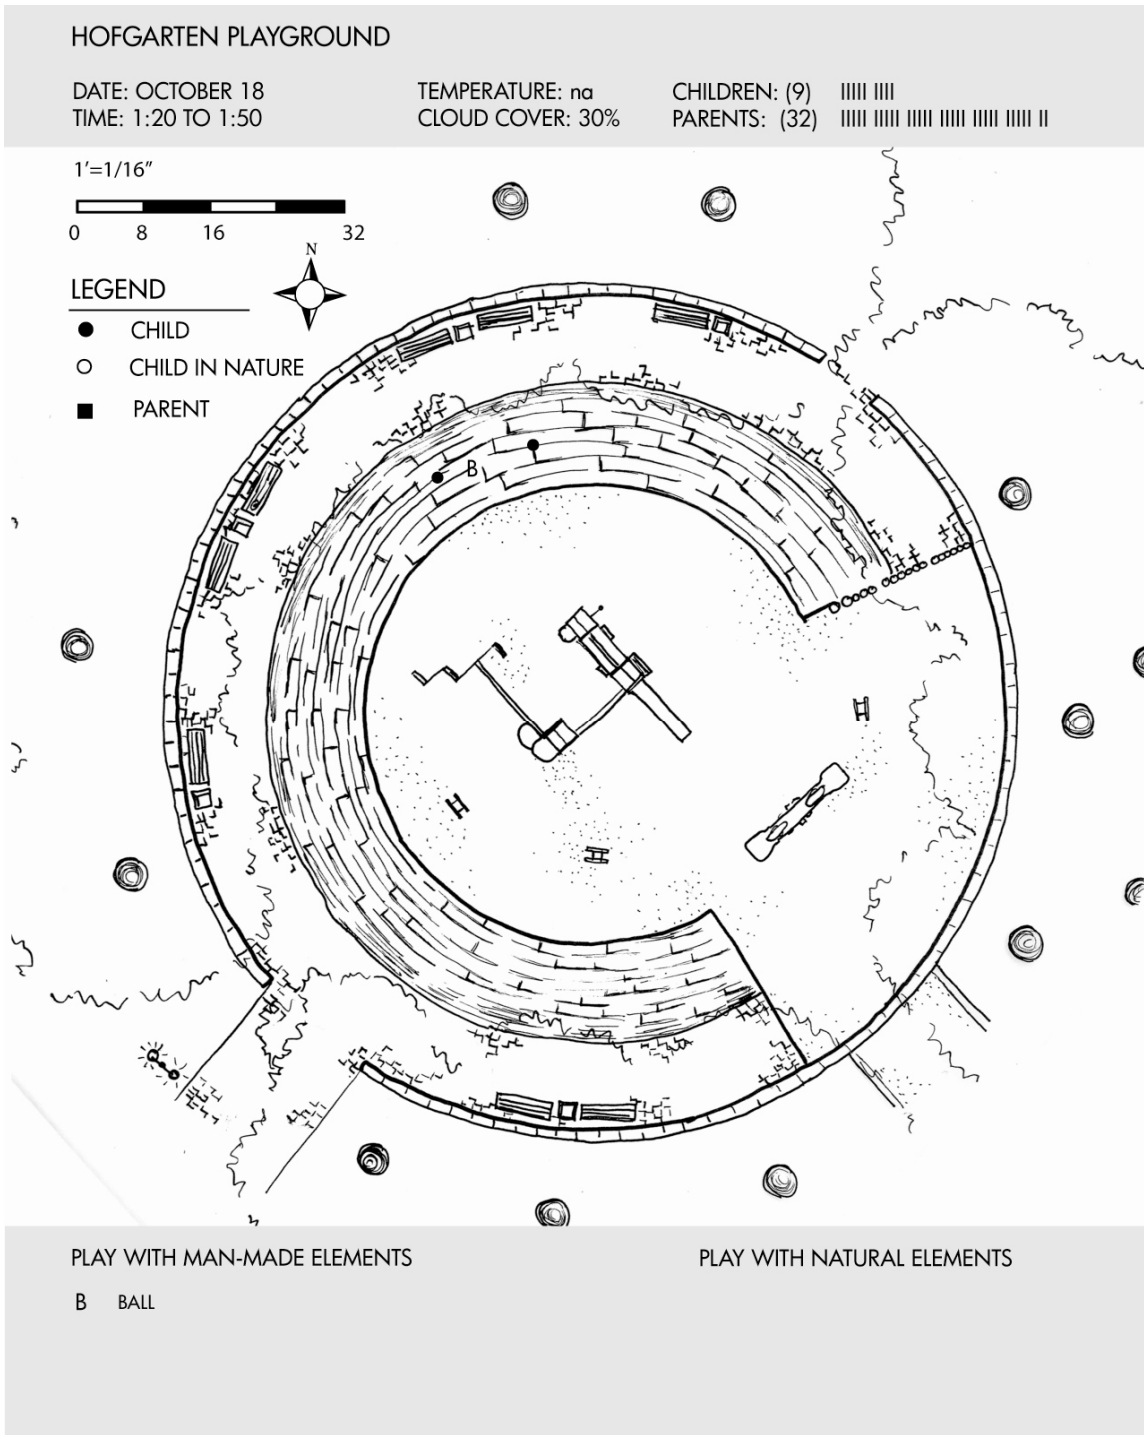 HOFGARTEN PLAYGROUND
DATE: OCTOBER 18
TIME: 1:20 TO 1:50
TEMPERATURE: na
CLOUD COVER: 30%
CHILDREN: (9) IIIII IIII
PARENTS: (32) IIIII IIIII IIIII IIIII IIIII IIIII II
1'=1/16"
0 8 16 32
N
LEGEND
CHILD
CHILD IN NATURE
PARENT
B
PLAY WITH MAN-MADE ELEMENTS
B BALL
PLAY WITH NATURAL ELEMENTS